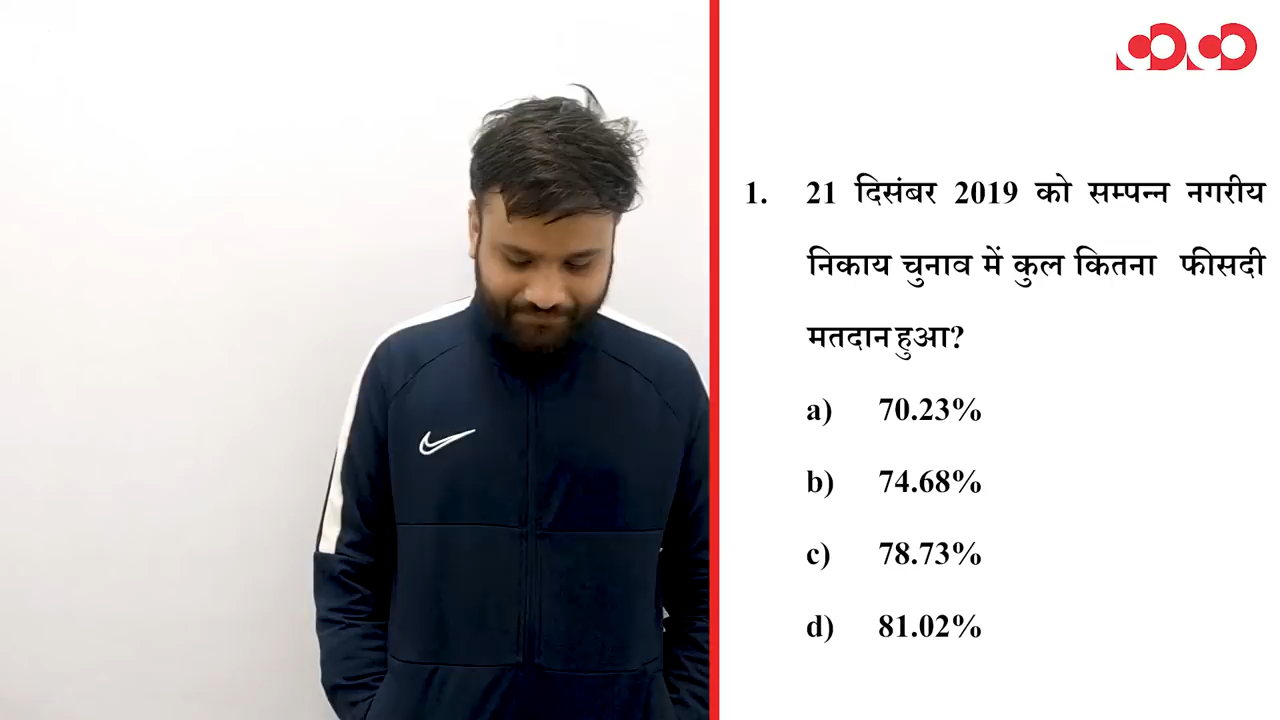 1. 21 दिसंबर 2019 को सम्पन्न नगरीय
निकाय चुनाव में कुल कितना फीसदी
मतदान हुआ?
a) 70.23%
b) 74.68%
c) 78.73%
d) 81.02%